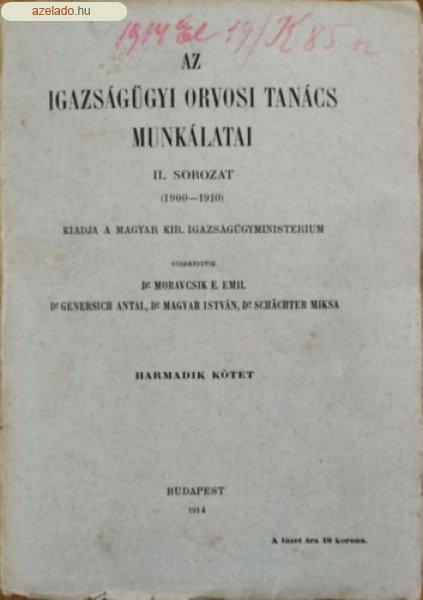 azelado.hu
AZ
IGAZSÁGÜGYI ORVOSI TANÁCS
MUNKÁLATAI
II. SOROZAT
(1900—1910)
KIADJA A MAGYAR KIR. IGAZSÁGÜGYMINISTERIUM
SZERKESZTIK
Dr. MORAVCSIK E. EMIL
Dr. GENERSICH ANTAL, Dr. MAGYAR ISTVÁN, Dr. SCHÄCHTER MIKSA
HARMADIK KÖTET
BUDAPEST
1914
A füzet ára 18 korona.